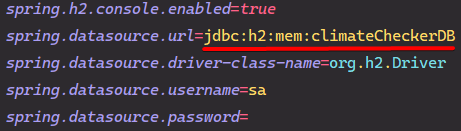 spring.h2.console.enabled=true
spring.datasource.url=jdbc:h2:mem:climateCheckerDB
spring.datasource.driver-class-name=org.h2.Driver
spring.datasource.username=sa
spring.datasource.password=